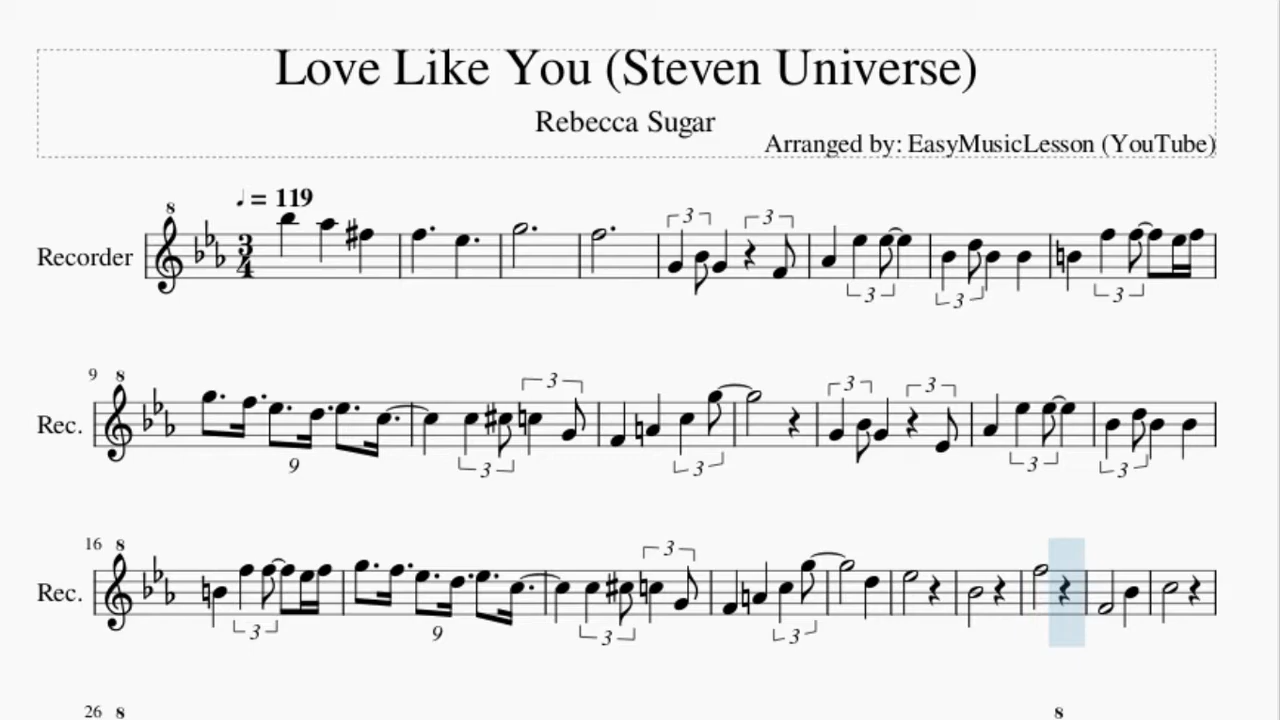 Love Like You (Steven Universe)
Rebecca Sugar
Arranged by: EasyMusicLesson (YouTube)
♩ = 119
8
Recorder
3
4
3 3 3 3 3
9 8
Rec.
9 3 3 3 3 3 3 3
16 8
Rec.
3 9 3 3 3
26 8 8